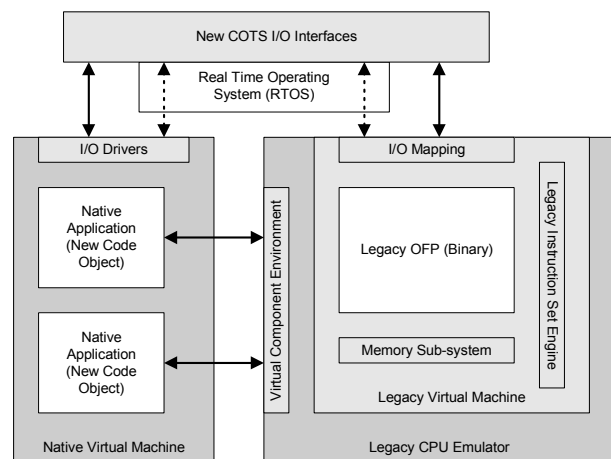 New COTS I/O Interfaces
Real Time Operating
System (RTOS)
I/O Drivers
I/O Mapping
Native
Application
(New Code
Object)
Native
Application
(New Code
Object)
Native Virtual Machine
Virtual Component Environment
Legacy OFP (Binary)
Memory Sub-system
Legacy Instruction Set Engine
Legacy Virtual Machine
Legacy CPU Emulator